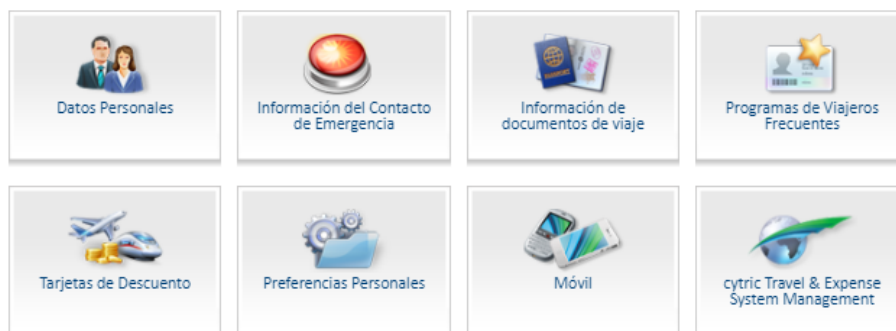 Datos Personales
Información del Contacto
de Emergencia
Información de
documentos de viaje
Programas de Viajeros
Frecuentes
Tarjetas de Descuento
Preferencias Personales
Móvil
cytric Travel & Expense
System Management